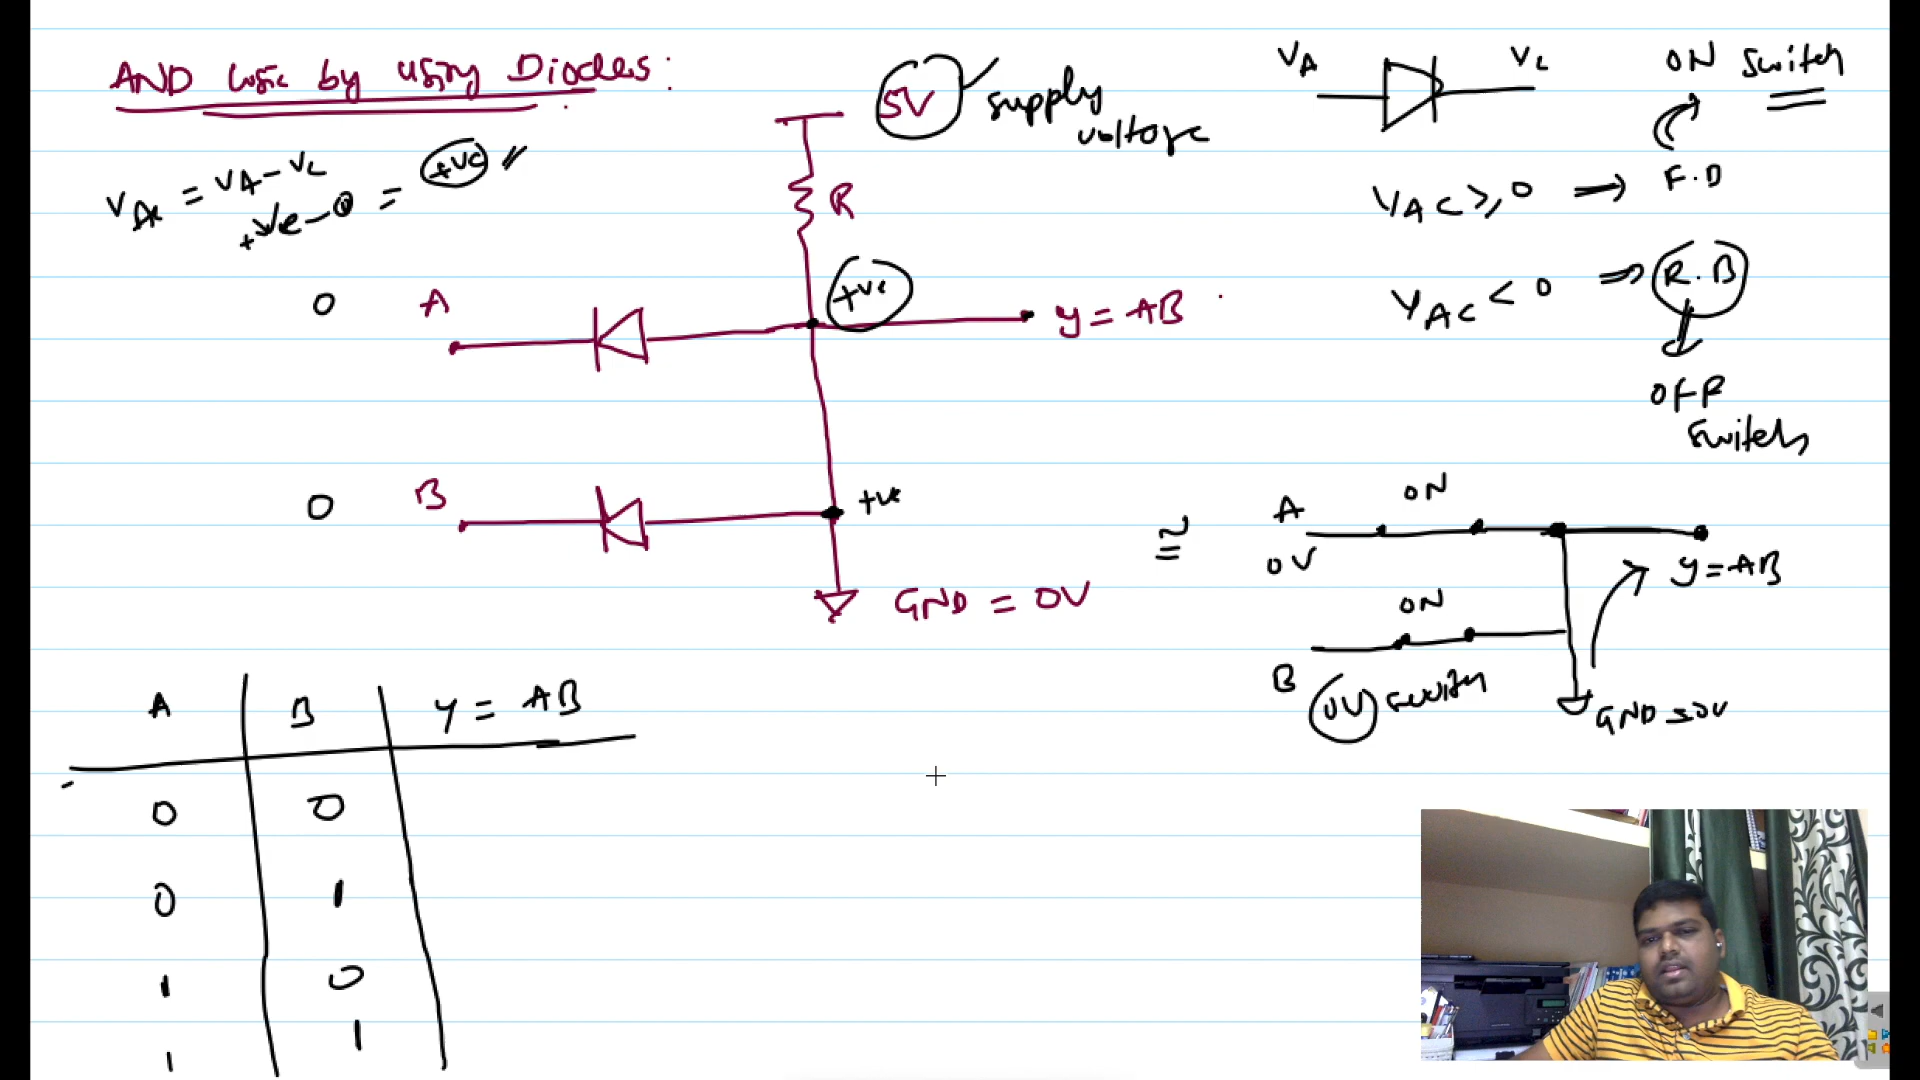 AND Logic by using Diodes:
VAC = VA - VC
+Ve - 0 = +Ve
5V
supply
voltage
R
+Ve
0 A
y = AB
0 B
+Ve
GND = 0V
VA VC
ON Switch
VAC ≥ 0 → F.B
VAC < 0 ⇒ R.B
OFF
switch
≅
A ON
0V
y = AB
ON
B 0V switch
GND = 0V
A B Y = AB
0 0
0 1
1 0
1 1